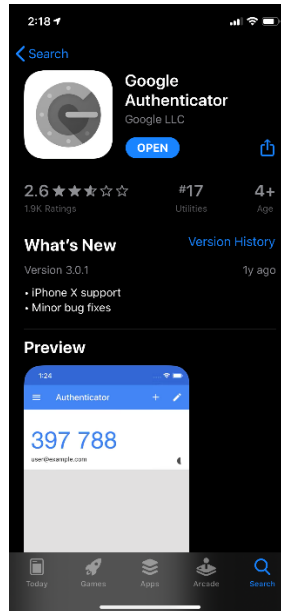 2:18
Search
Google
Authenticator
Google LLC
OPEN
2.6
#17
4+
1.9K Ratings
Utilities
Age
What's New
Version History
Version 3.0.1
1y ago
• iPhone X support
• Minor bug fixes
Preview
1:24
Authenticator
397 788
user@example.com
Today
Games
Apps
Arcade
Search